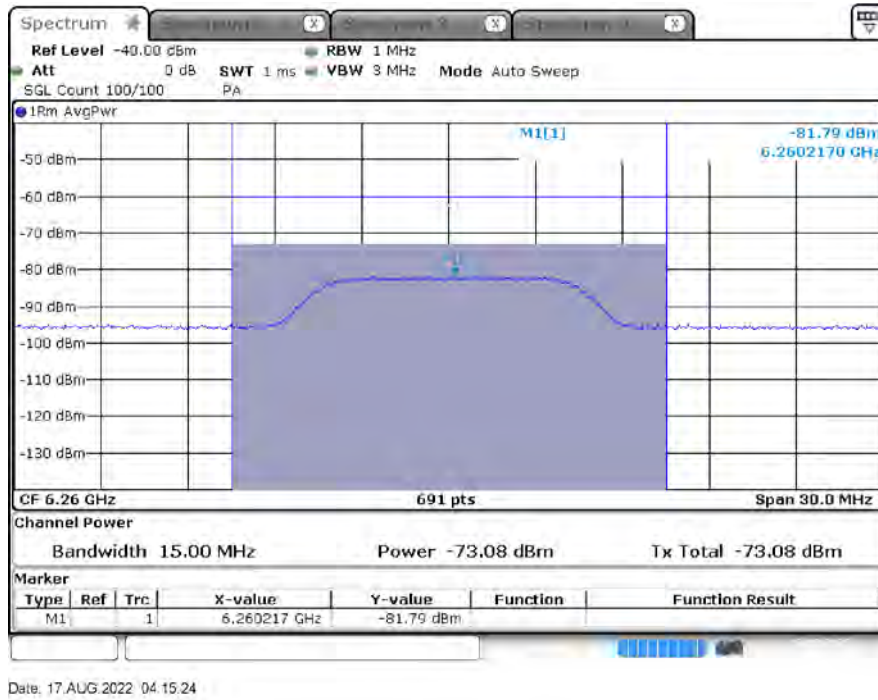 Spectrum X X X
Ref Level -40.00 dBm RBW 1 MHz
Att 0 dB SWT 1 ms VBW 3 MHz Mode Auto Sweep
SGL Count 100/100 PA
1Rm AvgPwr
M1[1] -81.79 dBm
6.2602170 GHz
-50 dBm
-60 dBm
-70 dBm
-80 dBm
-90 dBm
-100 dBm
-110 dBm
-120 dBm
-130 dBm
CF 6.26 GHz 691 pts Span 30.0 MHz
Channel Power
Bandwidth 15.00 MHz Power -73.08 dBm Tx Total -73.08 dBm
Marker
Type Ref Trc X-value Y-value Function Function Result
M1 1 6.260217 GHz -81.79 dBm
Date: 17.AUG.2022 04:15:24